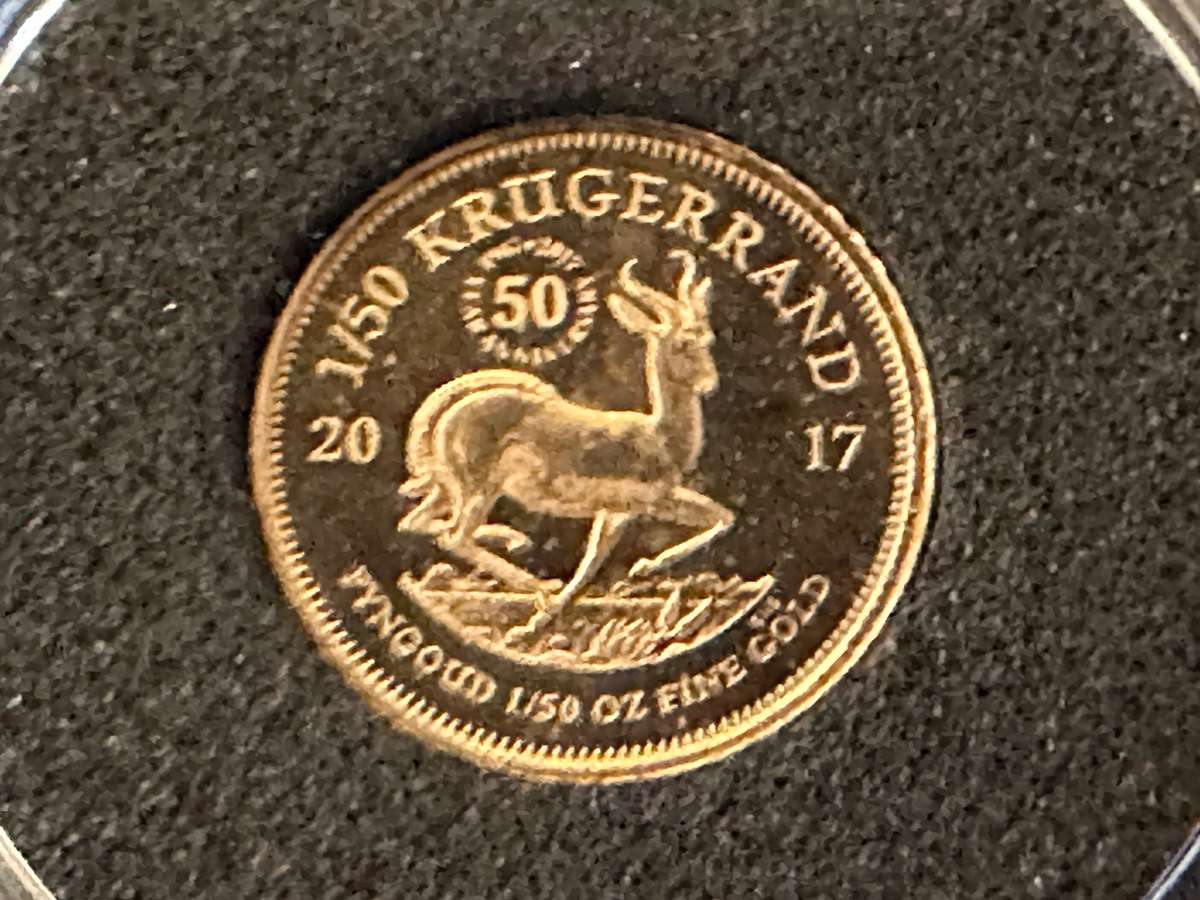 1/50 KRUGERRAND
50
20 17
FYNGOUD 1/50 OZ FINE GOLD